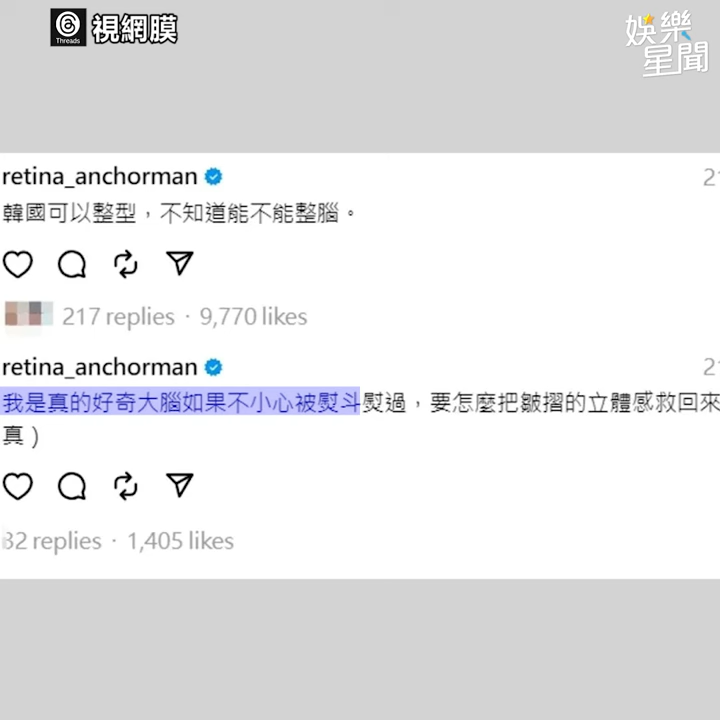 Threads
視網膜
娛樂
星聞
retina_anchorman
韓國可以整型，不知道能不能整腦。
217 replies · 9,770 likes
retina_anchorman
我是真的好奇大腦如果不小心被熨斗熨過，要怎麼把皺摺的立體感救回來
真）
32 replies · 1,405 likes